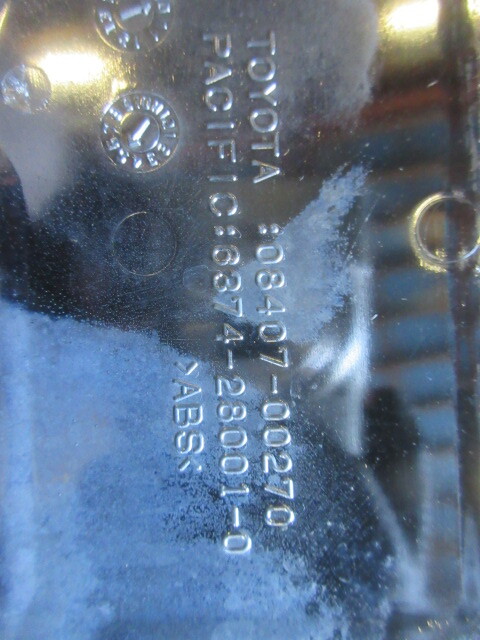 TOYOTA :08407-00270
PACIFIC:6374-28001-0
>ABS<